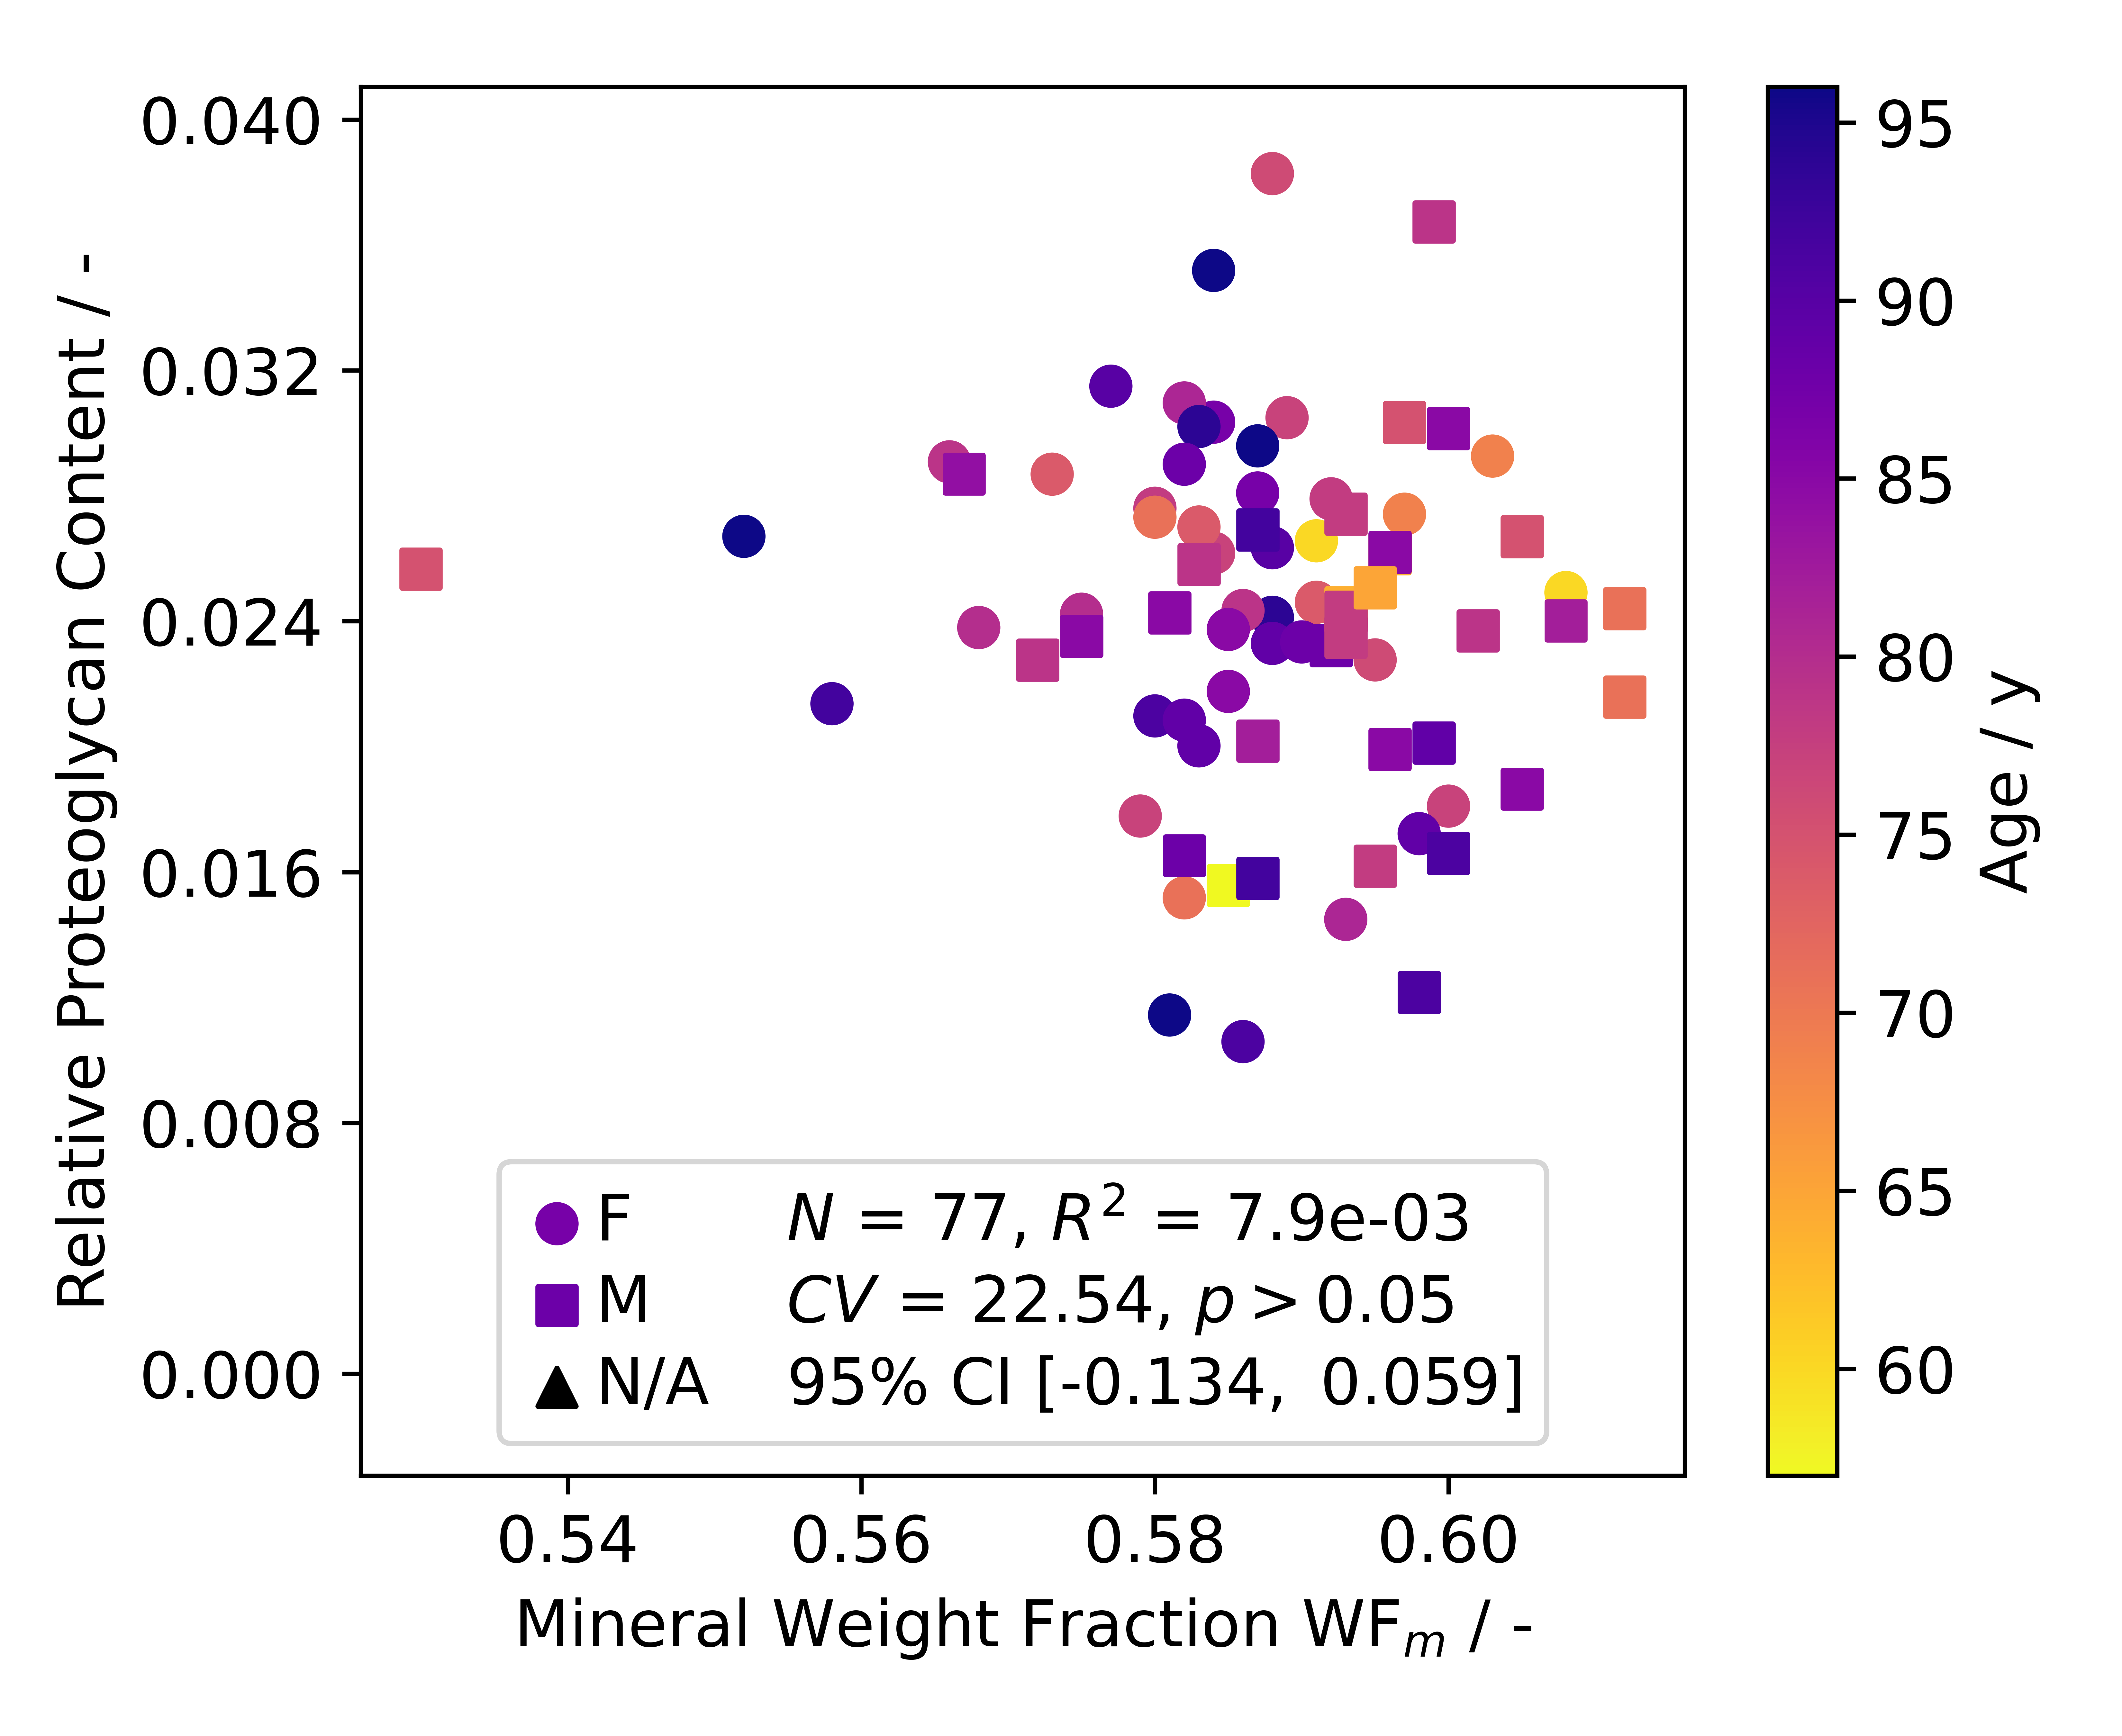 0.040
0.032
0.024
0.016
0.008
0.000
Relative Proteoglycan Content / -
0.54 0.56 0.58 0.60
Mineral Weight Fraction WFm / -
F N = 77, R² = 7.9e-03
M CV = 22.54, p > 0.05
N/A 95% CI [-0.134, 0.059]
95
90
85
80
75
70
65
60
Age / y